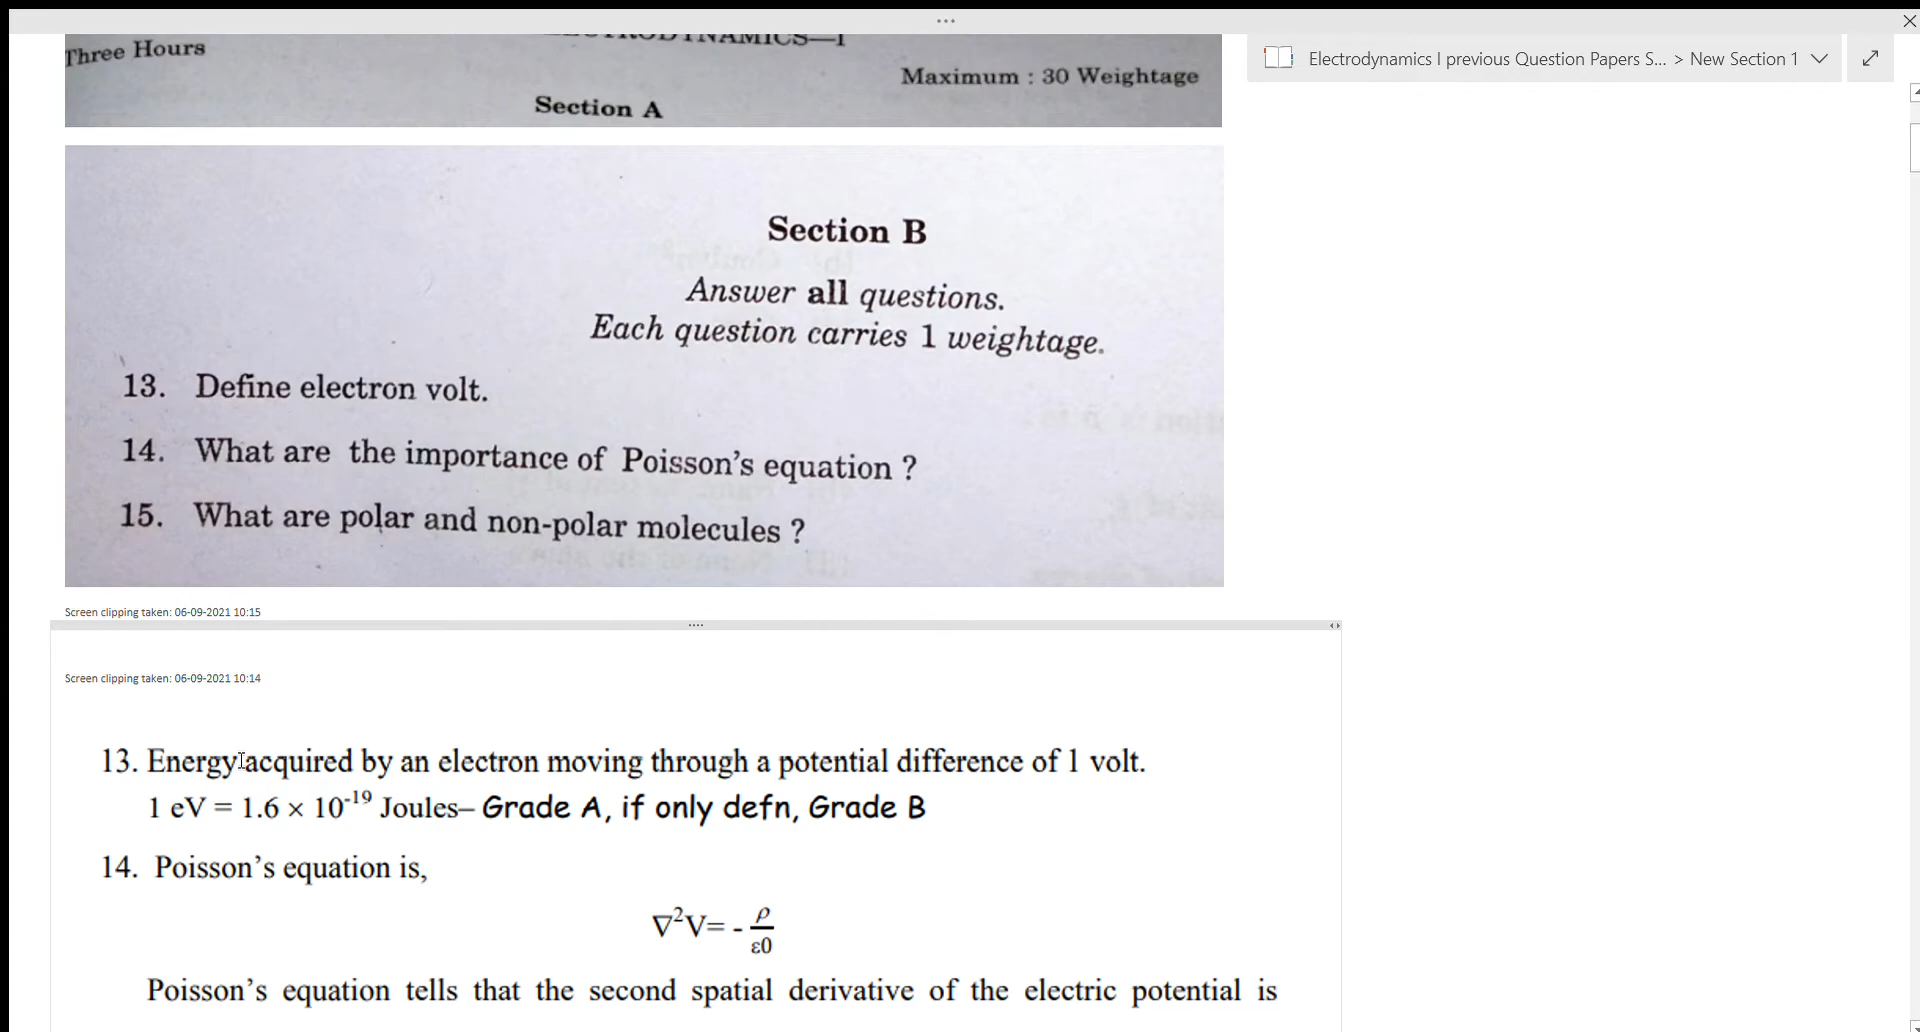 Three Hours
Maximum : 30 Weightage
Section A
Electrodynamics I previous Question Papers S... > New Section 1
Section B
Answer all questions.
Each question carries 1 weightage.
13. Define electron volt.
14. What are the importance of Poisson's equation ?
15. What are polar and non-polar molecules ?
Screen clipping taken: 06-09-2021 10:15
Screen clipping taken: 06-09-2021 10:14
13. Energy acquired by an electron moving through a potential difference of 1 volt.
1 eV = 1.6 × 10⁻¹⁹ Joules– Grade A, if only defn, Grade B
14. Poisson's equation is,
∇²V= - ρ/ε0
Poisson's equation tells that the second spatial derivative of the electric potential is